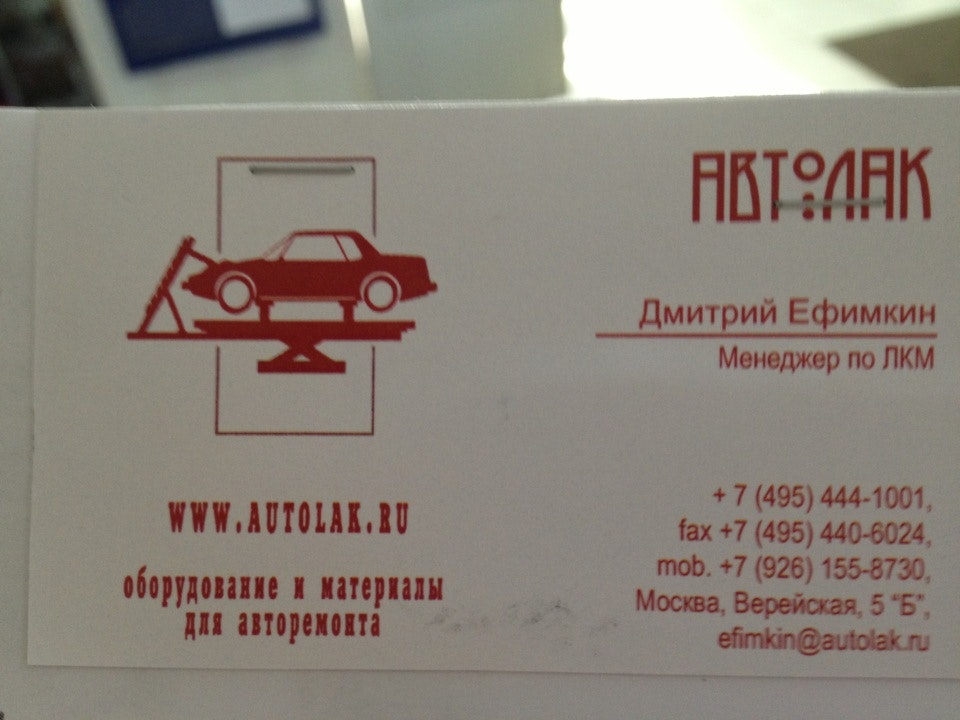 АВТОЛАК
Дмитрий Ефимкин
Менеджер по ЛКМ
WWW.AUTOLAK.RU
оборудование и материалы
для авторемонта
+ 7 (495) 444-1001,
fax +7 (495) 440-6024,
mob. +7 (926) 155-8730,
Москва, Верейская, 5 "Б",
efimkin@autolak.ru